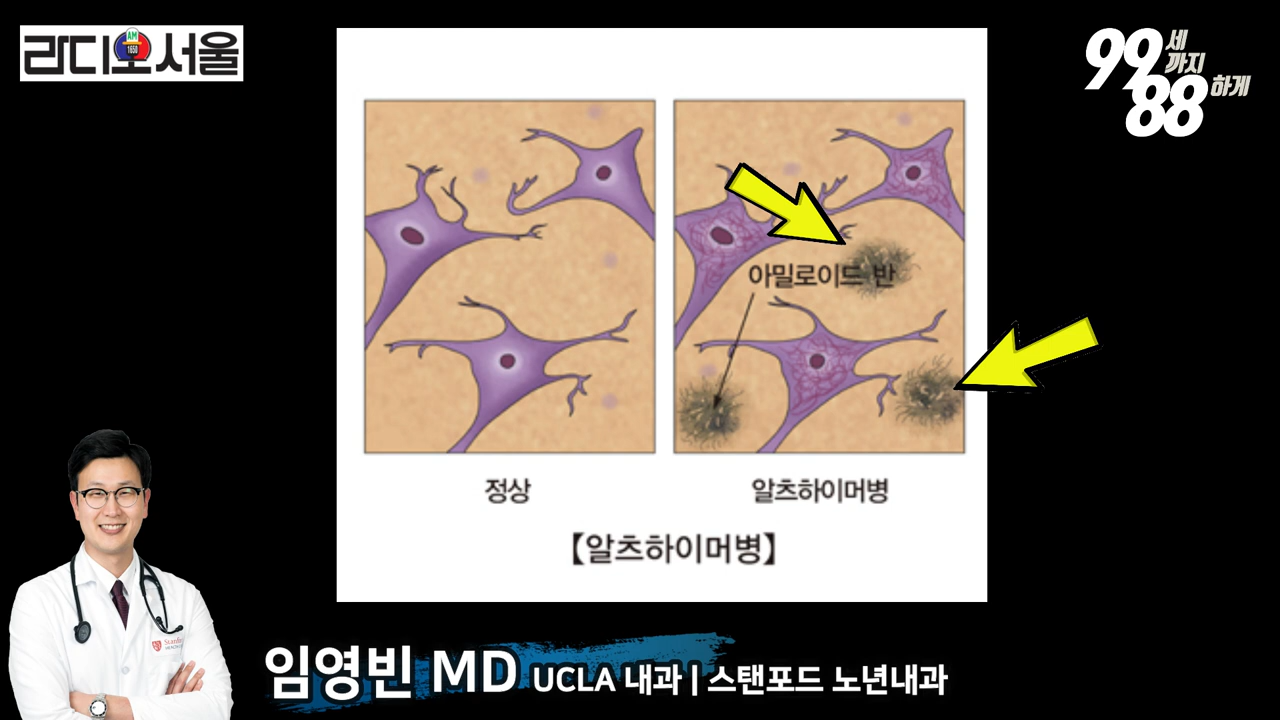 라디오서울
AM
1650
99세
까지
88하게
아밀로이드 반
정상
알츠하이머병
【알츠하이머병】
임영빈 MD UCLA 내과 | 스탠포드 노년내과